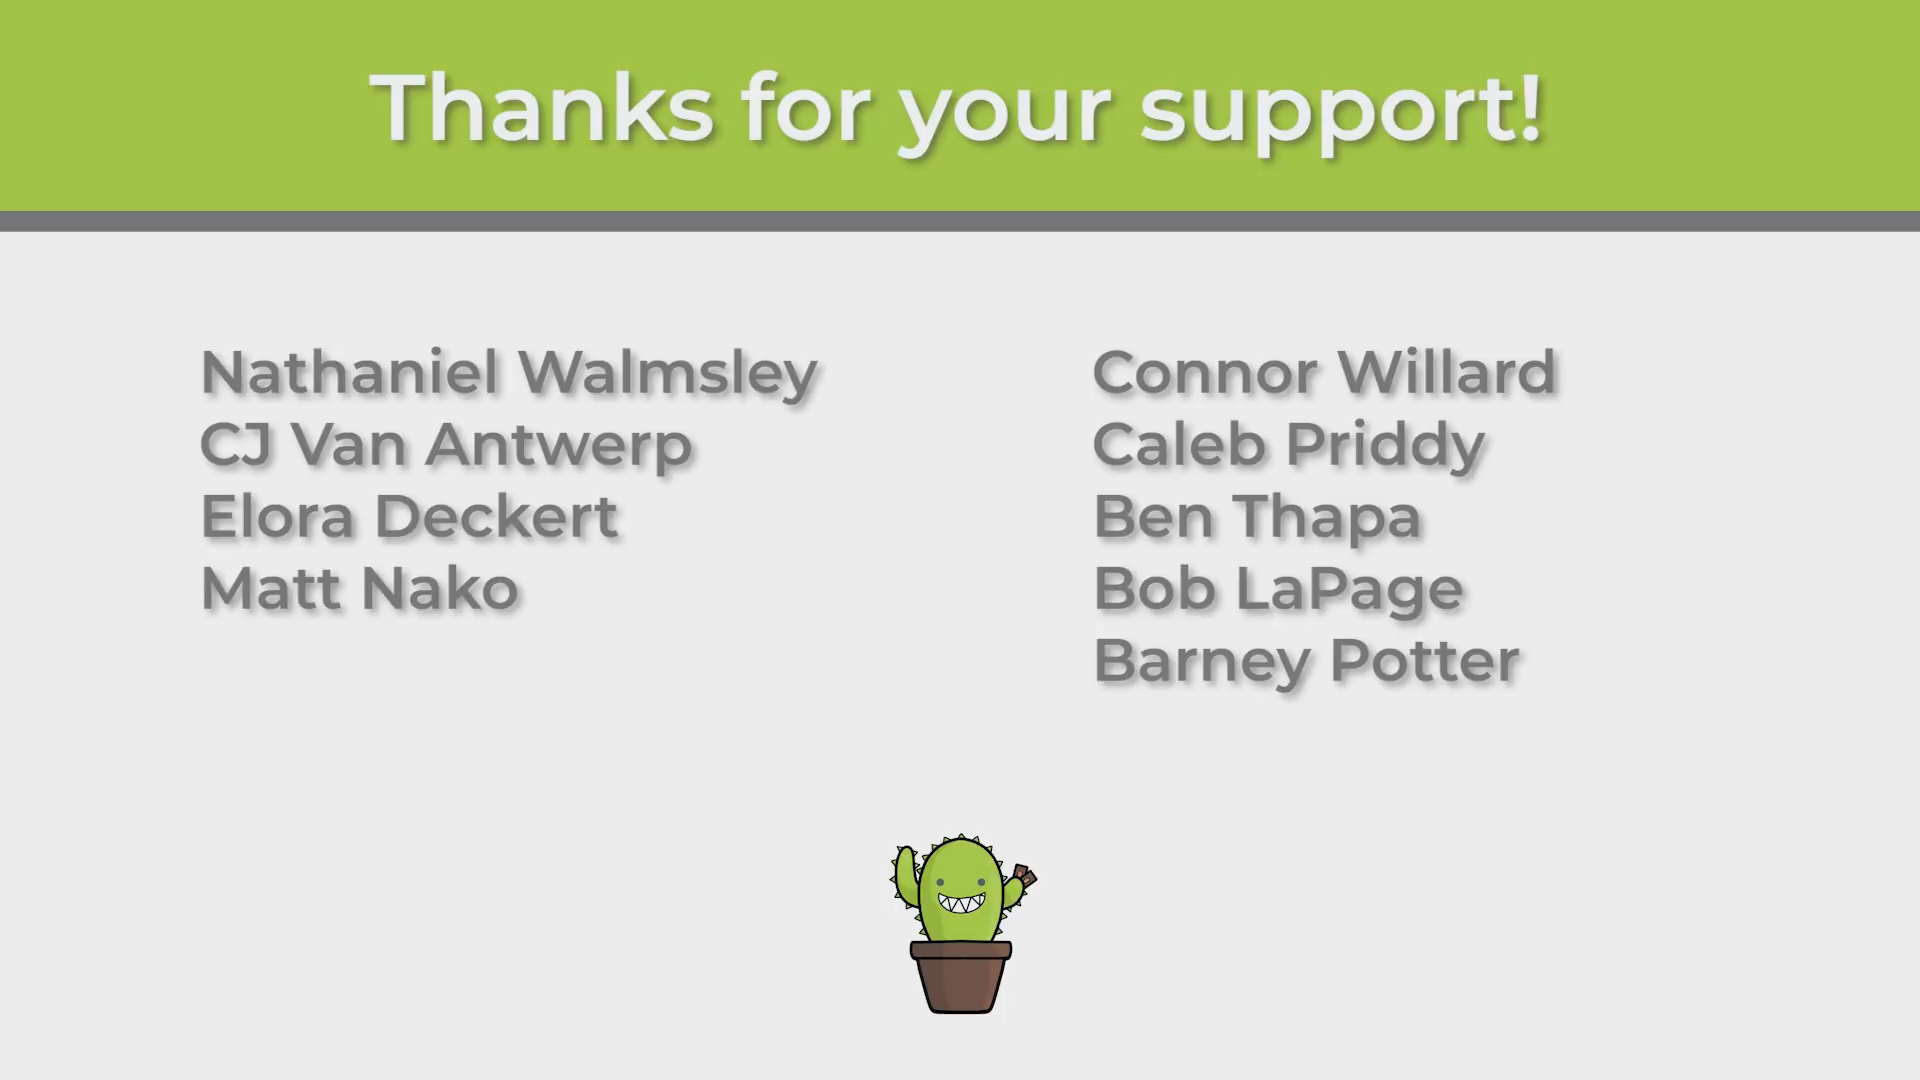 Thanks for your support!
Nathaniel Walmsley
CJ Van Antwerp
Elora Deckert
Matt Nako
Connor Willard
Caleb Priddy
Ben Thapa
Bob LaPage
Barney Potter